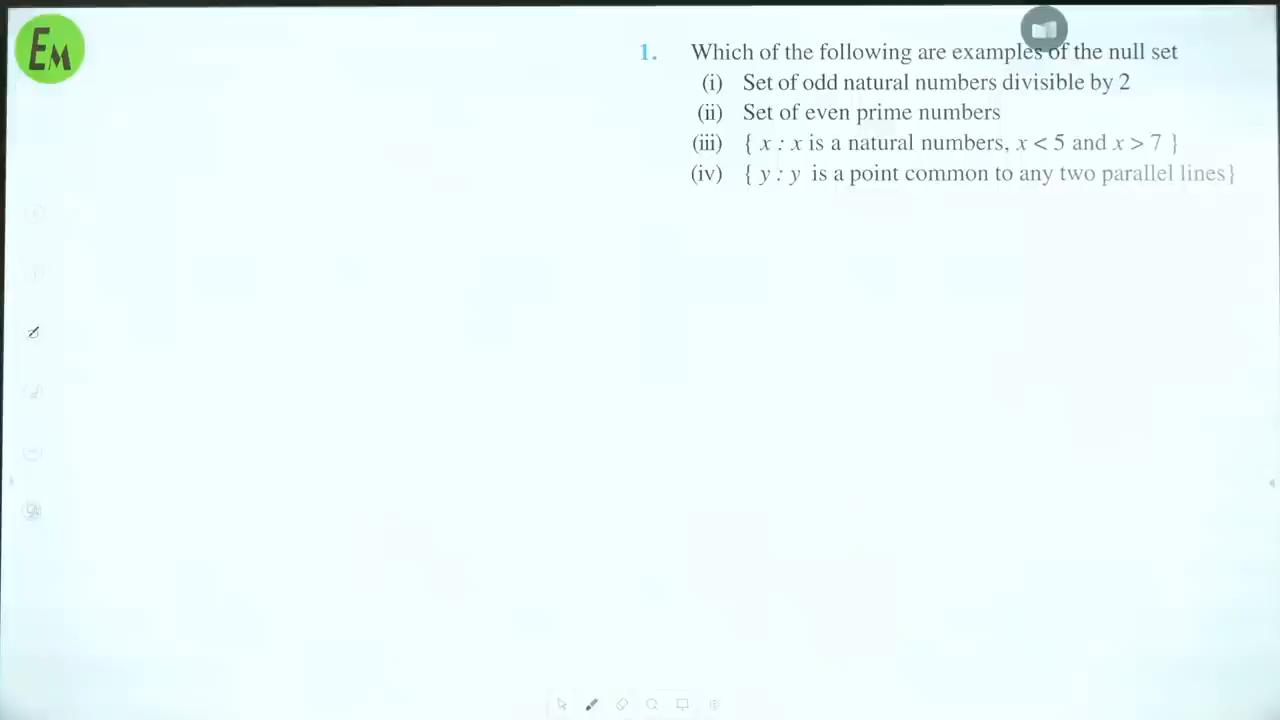 EM
1. Which of the following are examples of the null set
(i) Set of odd natural numbers divisible by 2
(ii) Set of even prime numbers
(iii) { x : x is a natural numbers, x < 5 and x > 7 }
(iv) { y : y is a point common to any two parallel lines}